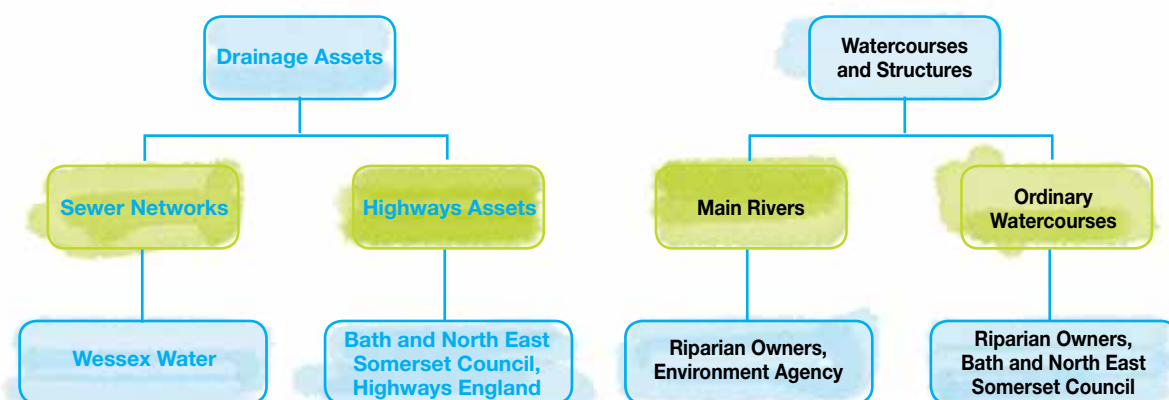 Drainage Assets
Watercourses
and Structures
Sewer Networks
Highways Assets
Main Rivers
Ordinary
Watercourses
Wessex Water
Bath and North East
Somerset Council,
Highways England
Riparian Owners,
Environment Agency
Riparian Owners,
Bath and North East
Somerset Council